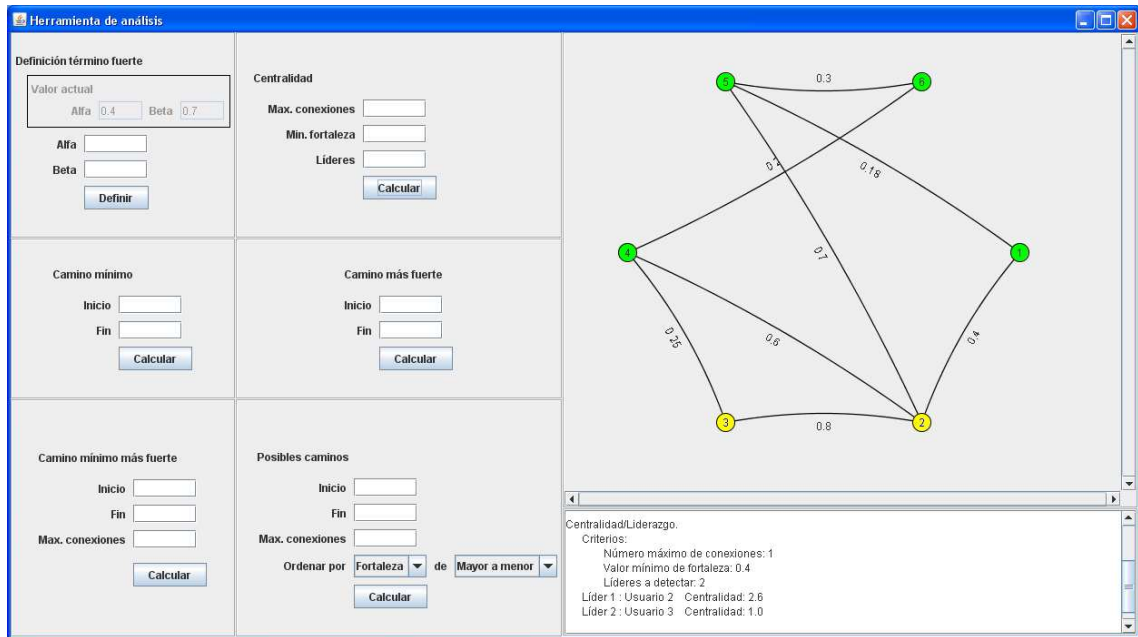 Herramienta de análisis
Definición término fuerte
Valor actual
Alfa 0.4 Beta 0.7
Alfa
Beta
Definir
Centralidad
Max. conexiones
Min. fortaleza
Líderes
Calcular
Camino mínimo
Inicio
Fin
Calcular
Camino más fuerte
Inicio
Fin
Calcular
Camino mínimo más fuerte
Inicio
Fin
Max. conexiones
Calcular
Posibles caminos
Inicio
Fin
Max. conexiones
Ordenar por Fortaleza de Mayor a menor
Calcular
5
0.3
6
0.18
4
0.7
1
0.25
0.6
0.4
3
0.8
2
Centralidad/Liderazgo.
Criterios:
Número máximo de conexiones: 1
Valor mínimo de fortaleza: 0.4
Líderes a detectar: 2
Líder 1 : Usuario 2 Centralidad: 2.6
Líder 2 : Usuario 3 Centralidad: 1.0